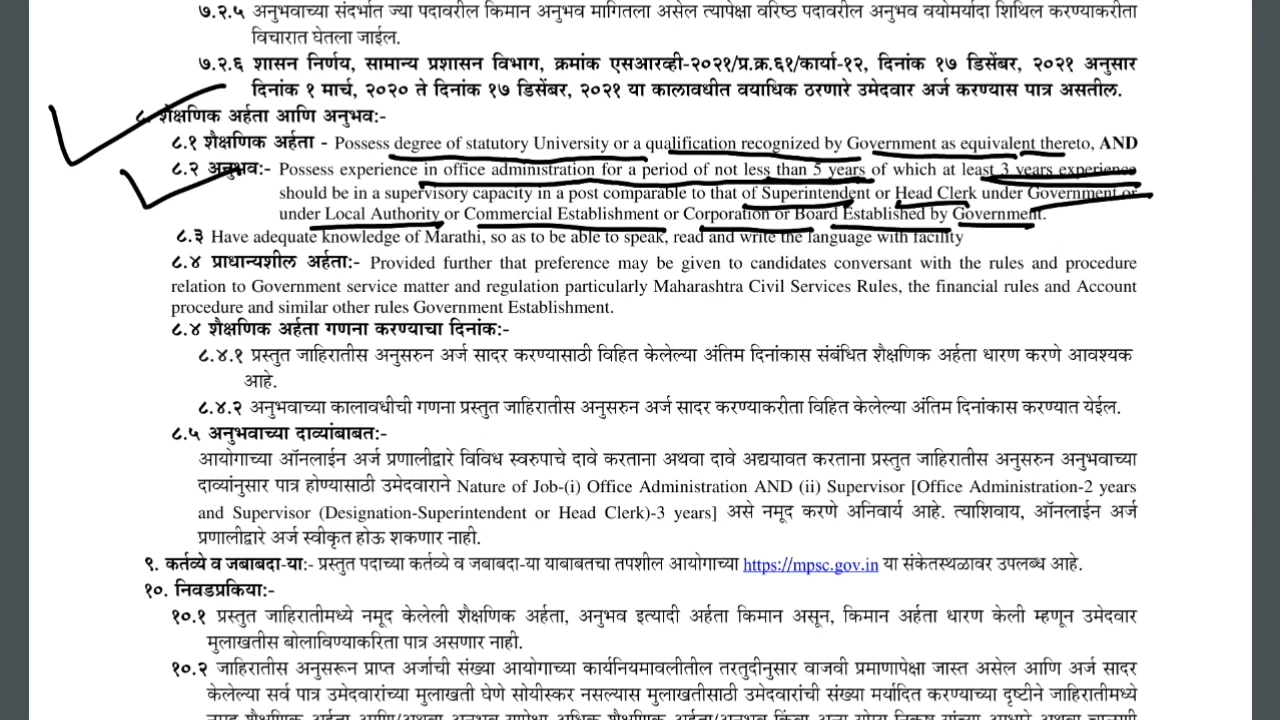 ७.२.५ अनुभवाच्या संदर्भात ज्या पदावरील किमान अनुभव मागितला असेल त्यापेक्षा वरिष्ठ पदावरील अनुभव वयोमर्यादा शिथिल करण्याकरीता
विचारात घेतला जाईल.
७.२.६ शासन निर्णय, सामान्य प्रशासन विभाग, क्रमांक एसआरव्ही-२०२१/प्र.क्र.६१/कार्या-१२, दिनांक १७ डिसेंबर, २०२१ अनुसार
दिनांक १ मार्च, २०२० ते दिनांक १७ डिसेंबर, २०२१ या कालावधीत वयाधिक ठरणारे उमेदवार अर्ज करण्यास पात्र असतील.
८. शैक्षणिक अर्हता आणि अनुभव:-
८.१ शैक्षणिक अर्हता - Possess degree of statutory University or a qualification recognized by Government as equivalent thereto, AND
८.२ अनुभव:- Possess experience in office administration for a period of not less than 5 years of which at least 3 years experience
should be in a supervisory capacity in a post comparable to that of Superintendent or Head Clerk under Government or
under Local Authority or Commercial Establishment or Corporation or Board Established by Government.
८.३ Have adequate knowledge of Marathi, so as to be able to speak, read and write the language with facility
८.४ प्राधान्यशील अर्हता:- Provided further that preference may be given to candidates conversant with the rules and procedure
relation to Government service matter and regulation particularly Maharashtra Civil Services Rules, the financial rules and Account
procedure and similar other rules Government Establishment.
८.४ शैक्षणिक अर्हता गणना करण्याचा दिनांक:-
८.४.१ प्रस्तुत जाहिरातीस अनुसरुन अर्ज सादर करण्यासाठी विहित केलेल्या अंतिम दिनांकास संबंधित शैक्षणिक अर्हता धारण करणे आवश्यक
आहे.
८.४.२ अनुभवाच्या कालावधीची गणना प्रस्तुत जाहिरातीस अनुसरुन अर्ज सादर करण्याकरीता विहित केलेल्या अंतिम दिनांकास करण्यात येईल.
८.५ अनुभवाच्या दाव्यांबाबत:-
आयोगाच्या ऑनलाईन अर्ज प्रणालीद्वारे विविध स्वरुपाचे दावे करताना अथवा दावे अद्ययावत करताना प्रस्तुत जाहिरातीस अनुसरुन अनुभवाच्या
दाव्यांनुसार पात्र होण्यासाठी उमेदवाराने Nature of Job-(i) Office Administration AND (ii) Supervisor [Office Administration-2 years
and Supervisor (Designation-Superintendent or Head Clerk)-3 years] असे नमूद करणे अनिवार्य आहे. त्याशिवाय, ऑनलाईन अर्ज
प्रणालीद्वारे अर्ज स्वीकृत होऊ शकणार नाही.
९. कर्तव्ये व जबाबदा-या:- प्रस्तुत पदाच्या कर्तव्ये व जबाबदा-या याबाबतचा तपशील आयोगाच्या https://mpsc.gov.in या संकेतस्थळावर उपलब्ध आहे.
१०. निवडप्रकिया:-
१०.१ प्रस्तुत जाहिरातीमध्ये नमूद केलेली शैक्षणिक अर्हता, अनुभव इत्यादी अर्हता किमान असून, किमान अर्हता धारण केली म्हणून उमेदवार
मुलाखतीस बोलाविण्याकरिता पात्र असणार नाही.
१०.२ जाहिरातीस अनुसरून प्राप्त अर्जाची संख्या आयोगाच्या कार्यनियमावलीतील तरतुदीनुसार वाजवी प्रमाणापेक्षा जास्त असेल आणि अर्ज सादर
केलेल्या सर्व पात्र उमेदवारांच्या मुलाखती घेणे सोयीस्कर नसल्यास मुलाखतीसाठी उमेदवारांची संख्या मर्यादित करण्याच्या दृष्टीने जाहिरातीमध्ये